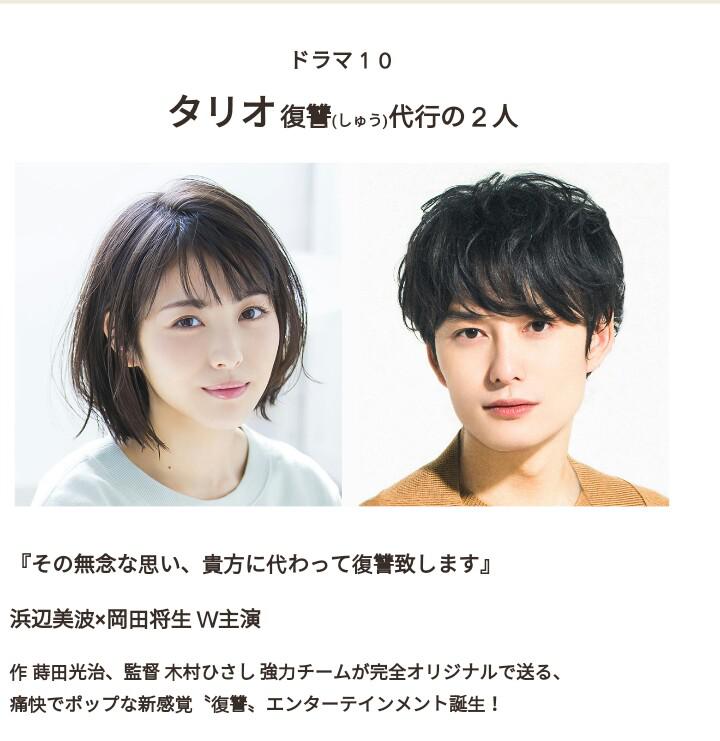 ドラマ１０
タリオ 復讐(しゅう)代行の２人
『その無念な思い、貴方に代わって復讐致します』
浜辺美波×岡田将生 Ｗ主演
作 蒔田光治、監督 木村ひさし 強力チームが完全オリジナルで送る、
痛快でポップな新感覚〝復讐〟エンターテインメント誕生！